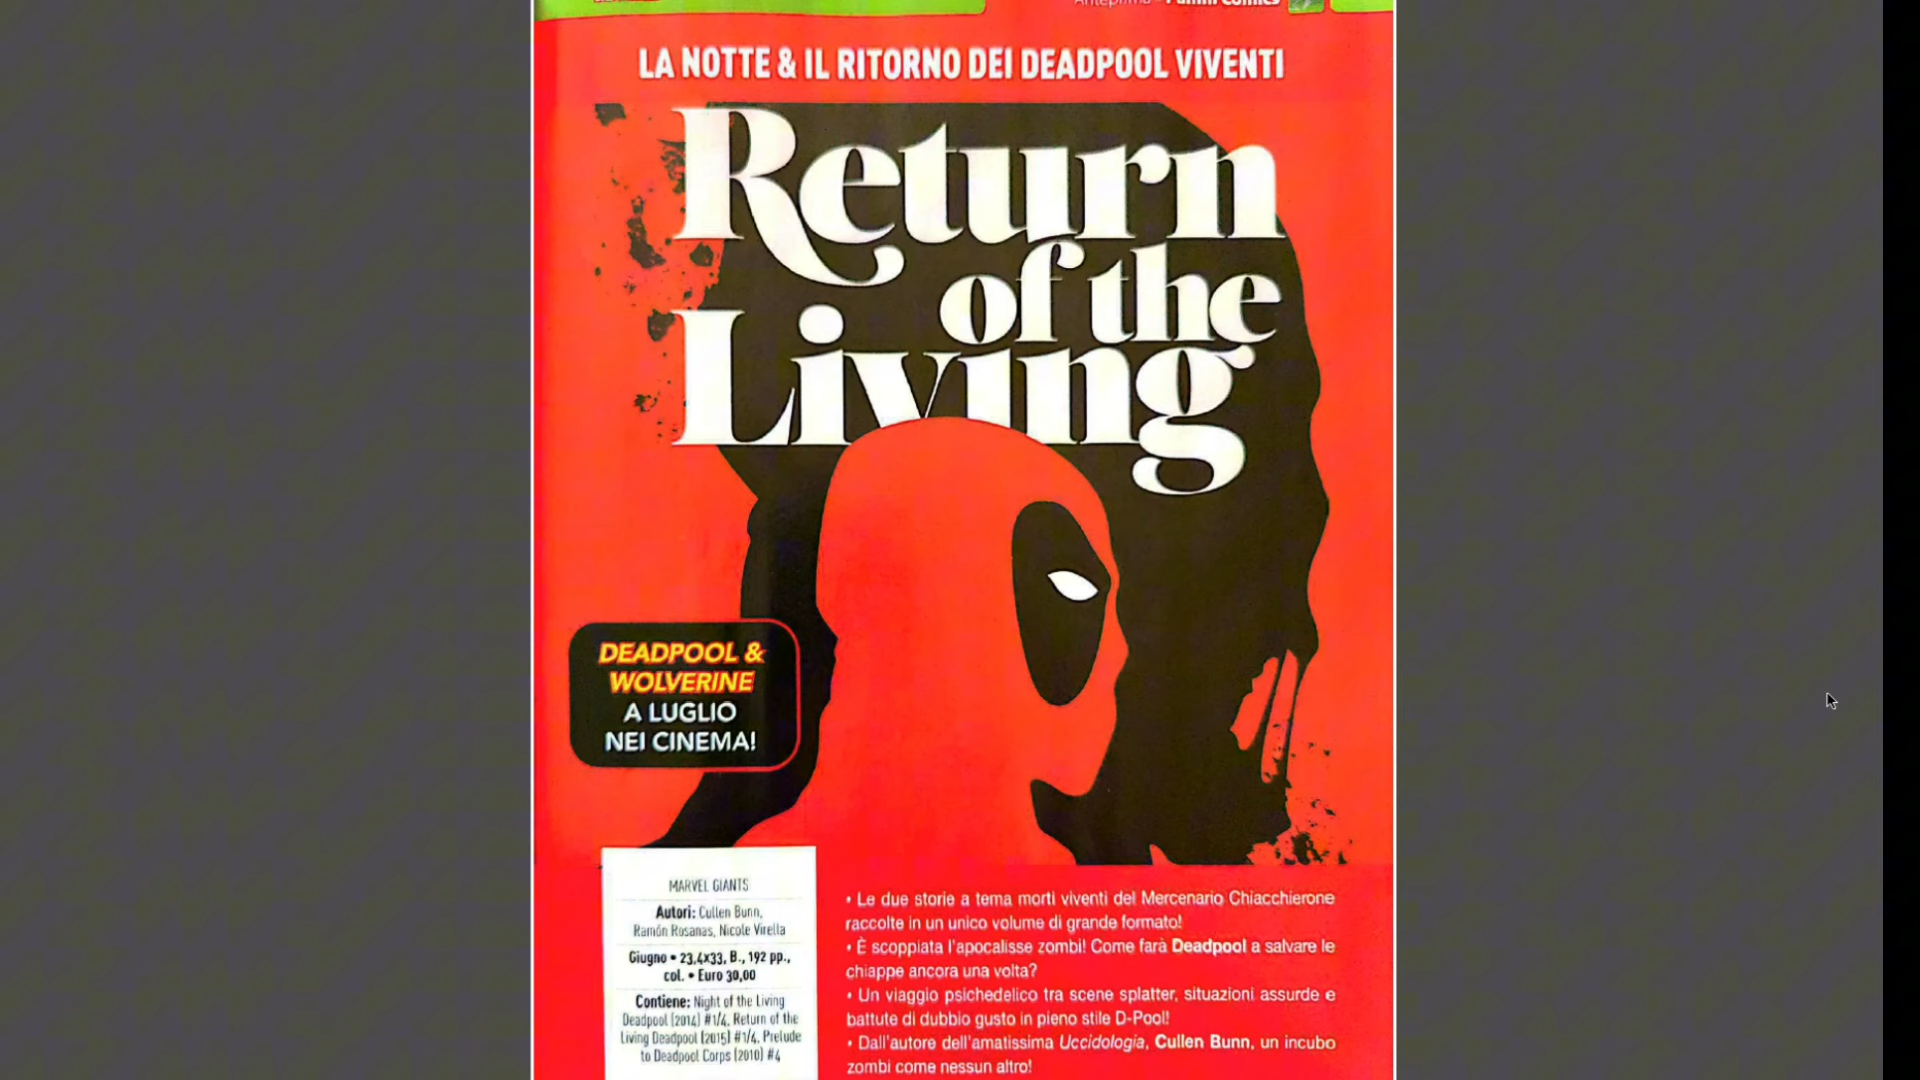 Anteprima - Panini Comics
LA NOTTE & IL RITORNO DEI DEADPOOL VIVENTI
Return
of the
Living
DEADPOOL &
WOLVERINE
A LUGLIO
NEI CINEMA!
MARVEL GIANTS
Autori: Cullen Bunn,
Ramón Rosanas, Nicole Virella
Giugno • 23,4x33, B., 192 pp.,
col. • Euro 30,00
Contiene: Night of the Living
Deadpool (2014) #1/4, Return of the
Living Deadpool (2015) #1/4, Prelude
to Deadpool Corps (2010) #4
• Le due storie a tema morti viventi del Mercenario Chiacchierone
raccolte in un unico volume di grande formato!
• È scoppiata l'apocalisse zombi! Come farà Deadpool a salvare le
chiappe ancora una volta?
• Un viaggio psichedelico tra scene splatter, situazioni assurde e
battute di dubbio gusto in pieno stile D-Pool!
• Dall'autore dell'amatissima Uccidologia, Cullen Bunn, un incubo
zombi come nessun altro!